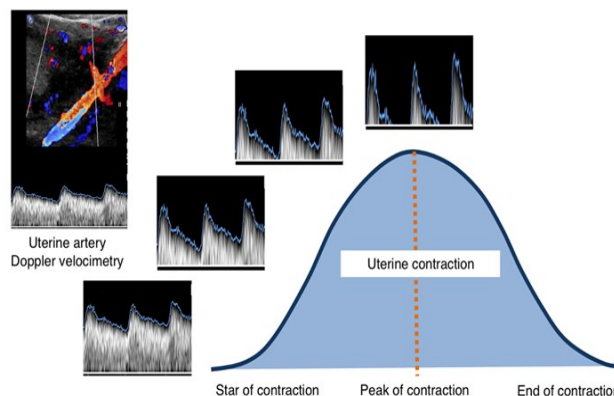 Uterine artery
Doppler velocimetry
Uterine contraction
Star of contraction
Peak of contraction
End of contraction